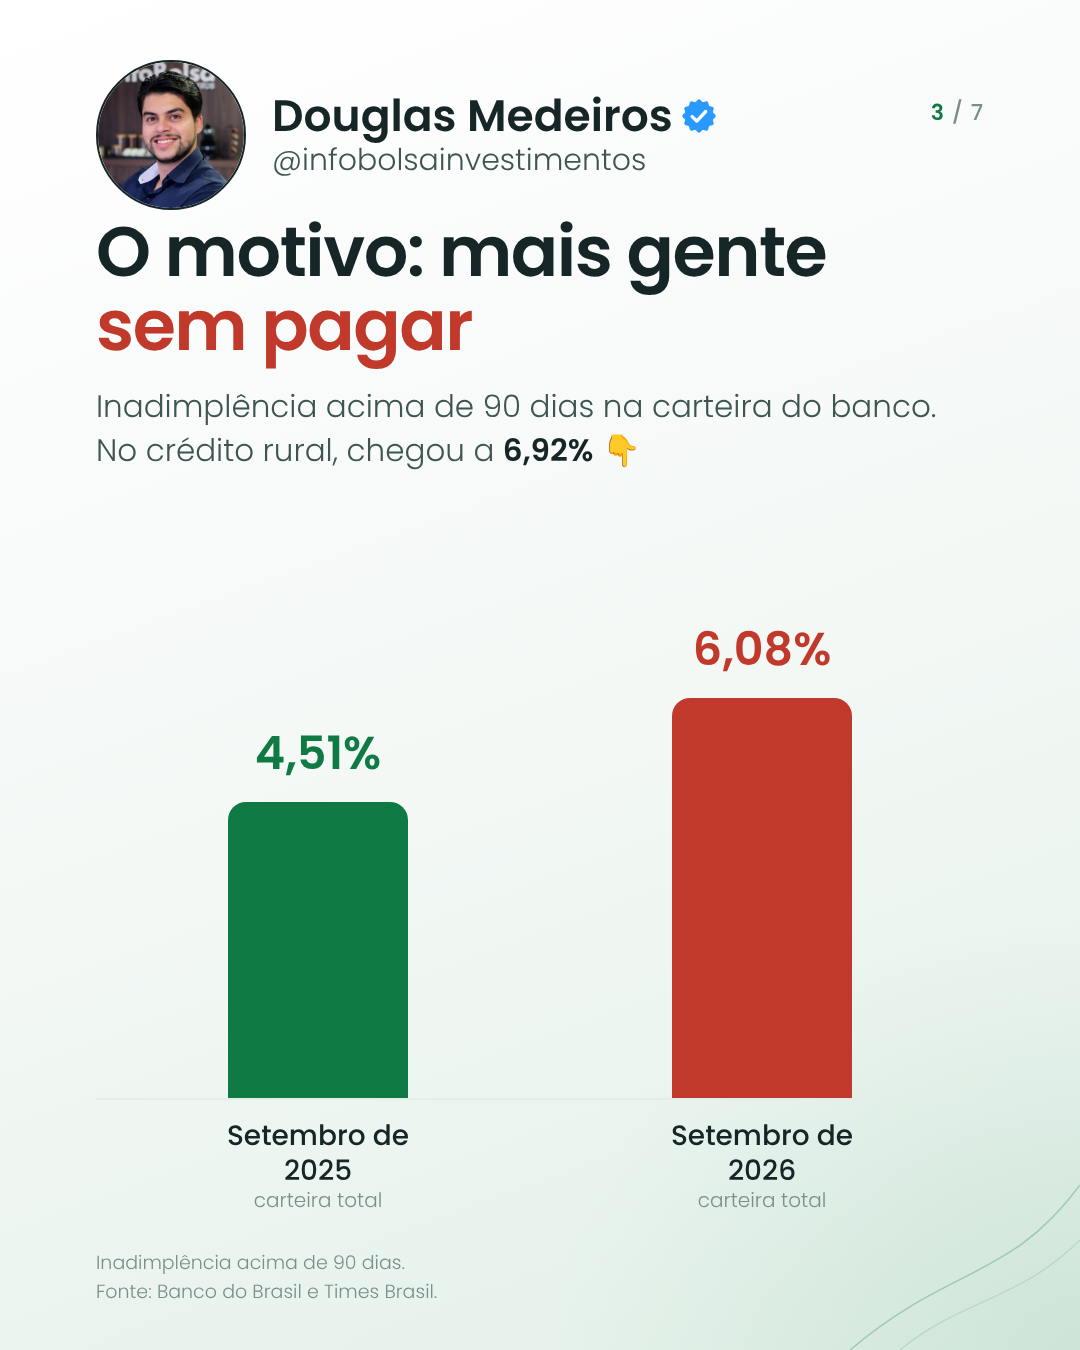 Douglas Medeiros
@infobolsainvestimentos
3 / 7
O motivo: mais gente
sem pagar
Inadimplência acima de 90 dias na carteira do banco.
No crédito rural, chegou a 6,92% 👇
4,51%
6,08%
Setembro de
2025
carteira total
Setembro de
2026
carteira total
Inadimplência acima de 90 dias.
Fonte: Banco do Brasil e Times Brasil.